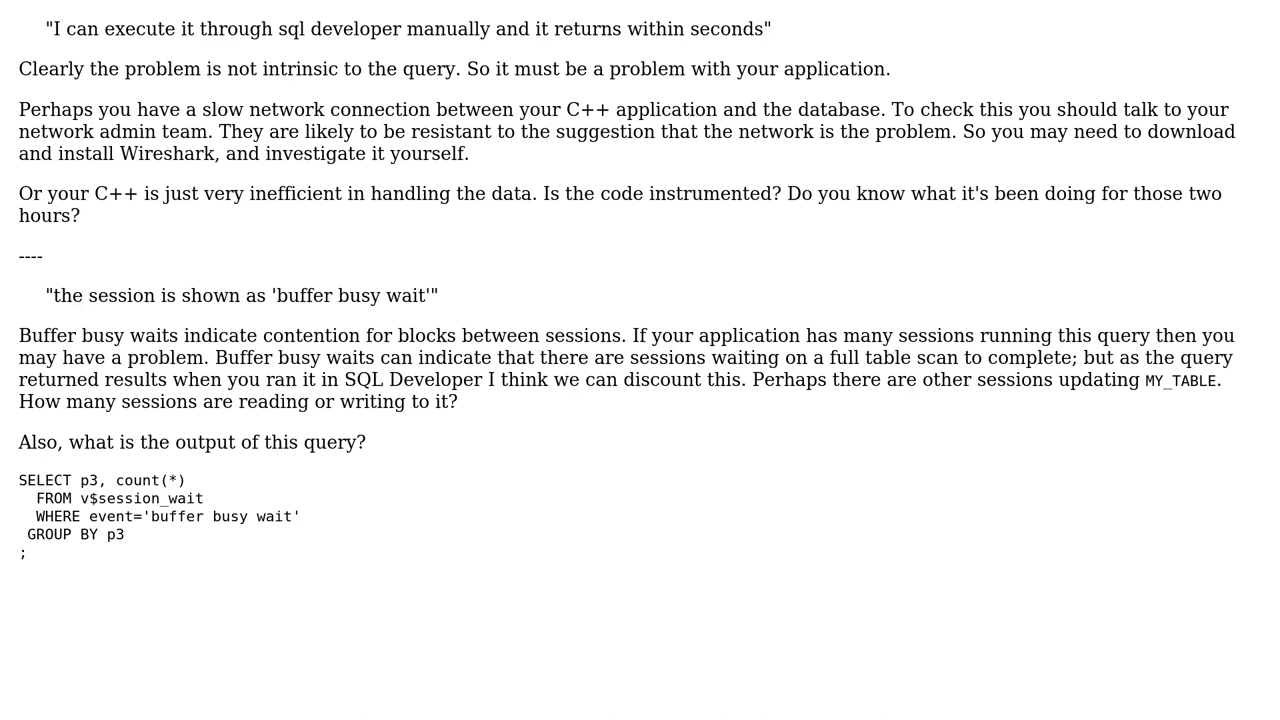 "I can execute it through sql developer manually and it returns within seconds"
Clearly the problem is not intrinsic to the query. So it must be a problem with your application.
Perhaps you have a slow network connection between your C++ application and the database. To check this you should talk to your
network admin team. They are likely to be resistant to the suggestion that the network is the problem. So you may need to download
and install Wireshark, and investigate it yourself.
Or your C++ is just very inefficient in handling the data. Is the code instrumented? Do you know what it's been doing for those two
hours?
----
"the session is shown as 'buffer busy wait'"
Buffer busy waits indicate contention for blocks between sessions. If your application has many sessions running this query then you
may have a problem. Buffer busy waits can indicate that there are sessions waiting on a full table scan to complete; but as the query
returned results when you ran it in SQL Developer I think we can discount this. Perhaps there are other sessions updating MY_TABLE.
How many sessions are reading or writing to it?
Also, what is the output of this query?
SELECT p3, count(*)
  FROM v$session_wait
  WHERE event='buffer busy wait'
 GROUP BY p3
;